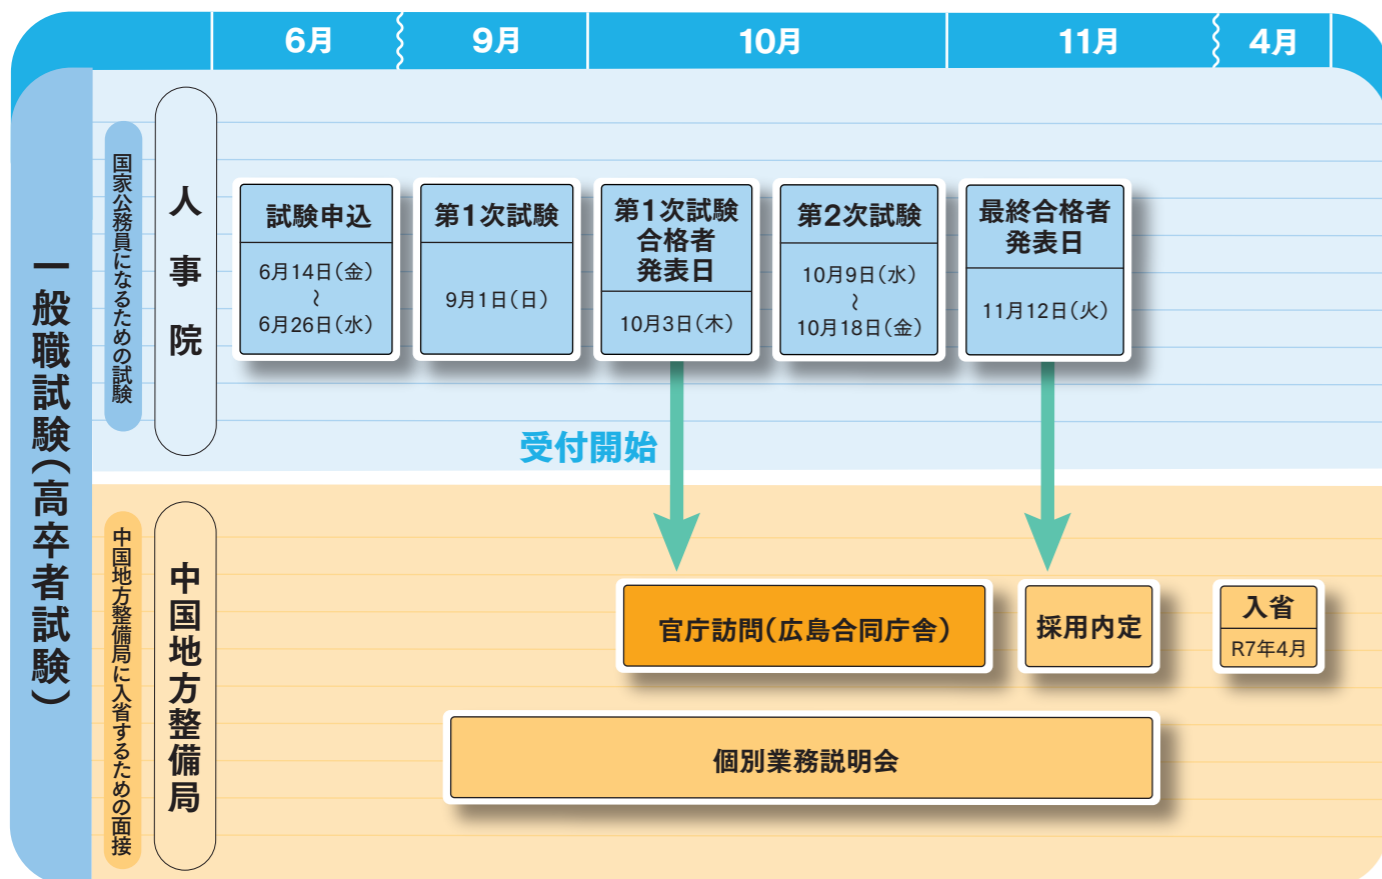 6月
9月
10月
11月
4月
一般職試験(高卒者試験)
国家公務員になるための試験
人事院
試験申込
6月14日(金)
~
6月26日(水)
第1次試験
9月1日(日)
第1次試験
合格者
発表日
10月3日(木)
第2次試験
10月9日(水)
~
10月18日(金)
最終合格者
発表日
11月12日(火)
受付開始
中国地方整備局に入省するための面接
中国地方整備局
官庁訪問(広島合同庁舎)
採用内定
入省
R7年4月
個別業務説明会